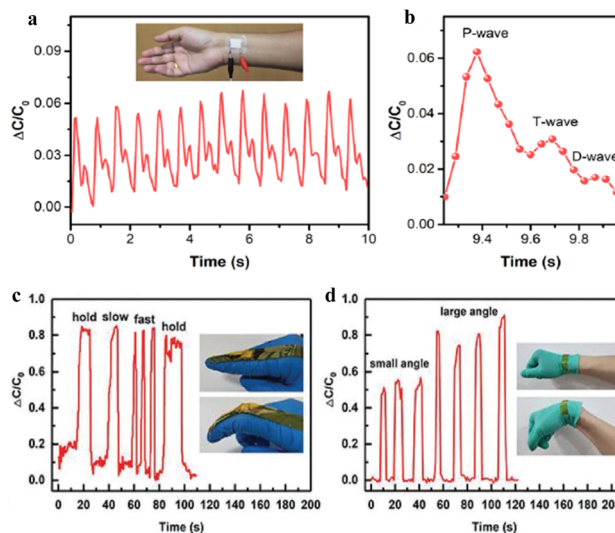 a
0.09
0.06
0.03
0.00
ΔC/C0
0
2
4
6
8
10
Time (s)
b
P-wave
T-wave
D-wave
0.06
0.04
0.02
0.00
ΔC/C0
9.4
9.6
9.8
Time (s)
c
hold
slow
fast
hold
1.0
0.8
0.6
0.4
0.2
0.0
△C/C0
0 20 40 60 80 100 120 140 160 180 200
Time (s)
d
large angle
small angle
1.0
0.8
0.6
0.4
0.2
0.0
△C/C0
0 20 40 60 80 100 120 140 160 180 200
Time (s)